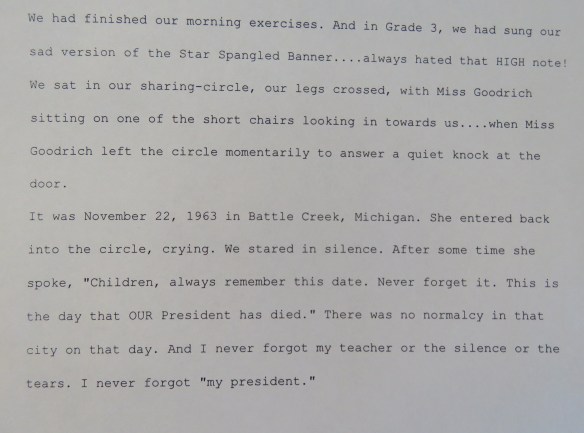 We had finished our morning exercises. And in Grade 3, we had sung our
sad version of the Star Spangled Banner....always hated that HIGH note!
We sat in our sharing-circle, our legs crossed, with Miss Goodrich
sitting on one of the short chairs looking in towards us....when Miss
Goodrich left the circle momentarily to answer a quiet knock at the
door.
It was November 22, 1963 in Battle Creek, Michigan. She entered back
into the circle, crying. We stared in silence. After some time she
spoke, "Children, always remember this date. Never forget it. This is
the day that OUR President has died." There was no normalcy in that
city on that day. And I never forgot my teacher or the silence or the
tears. I never forgot "my president."